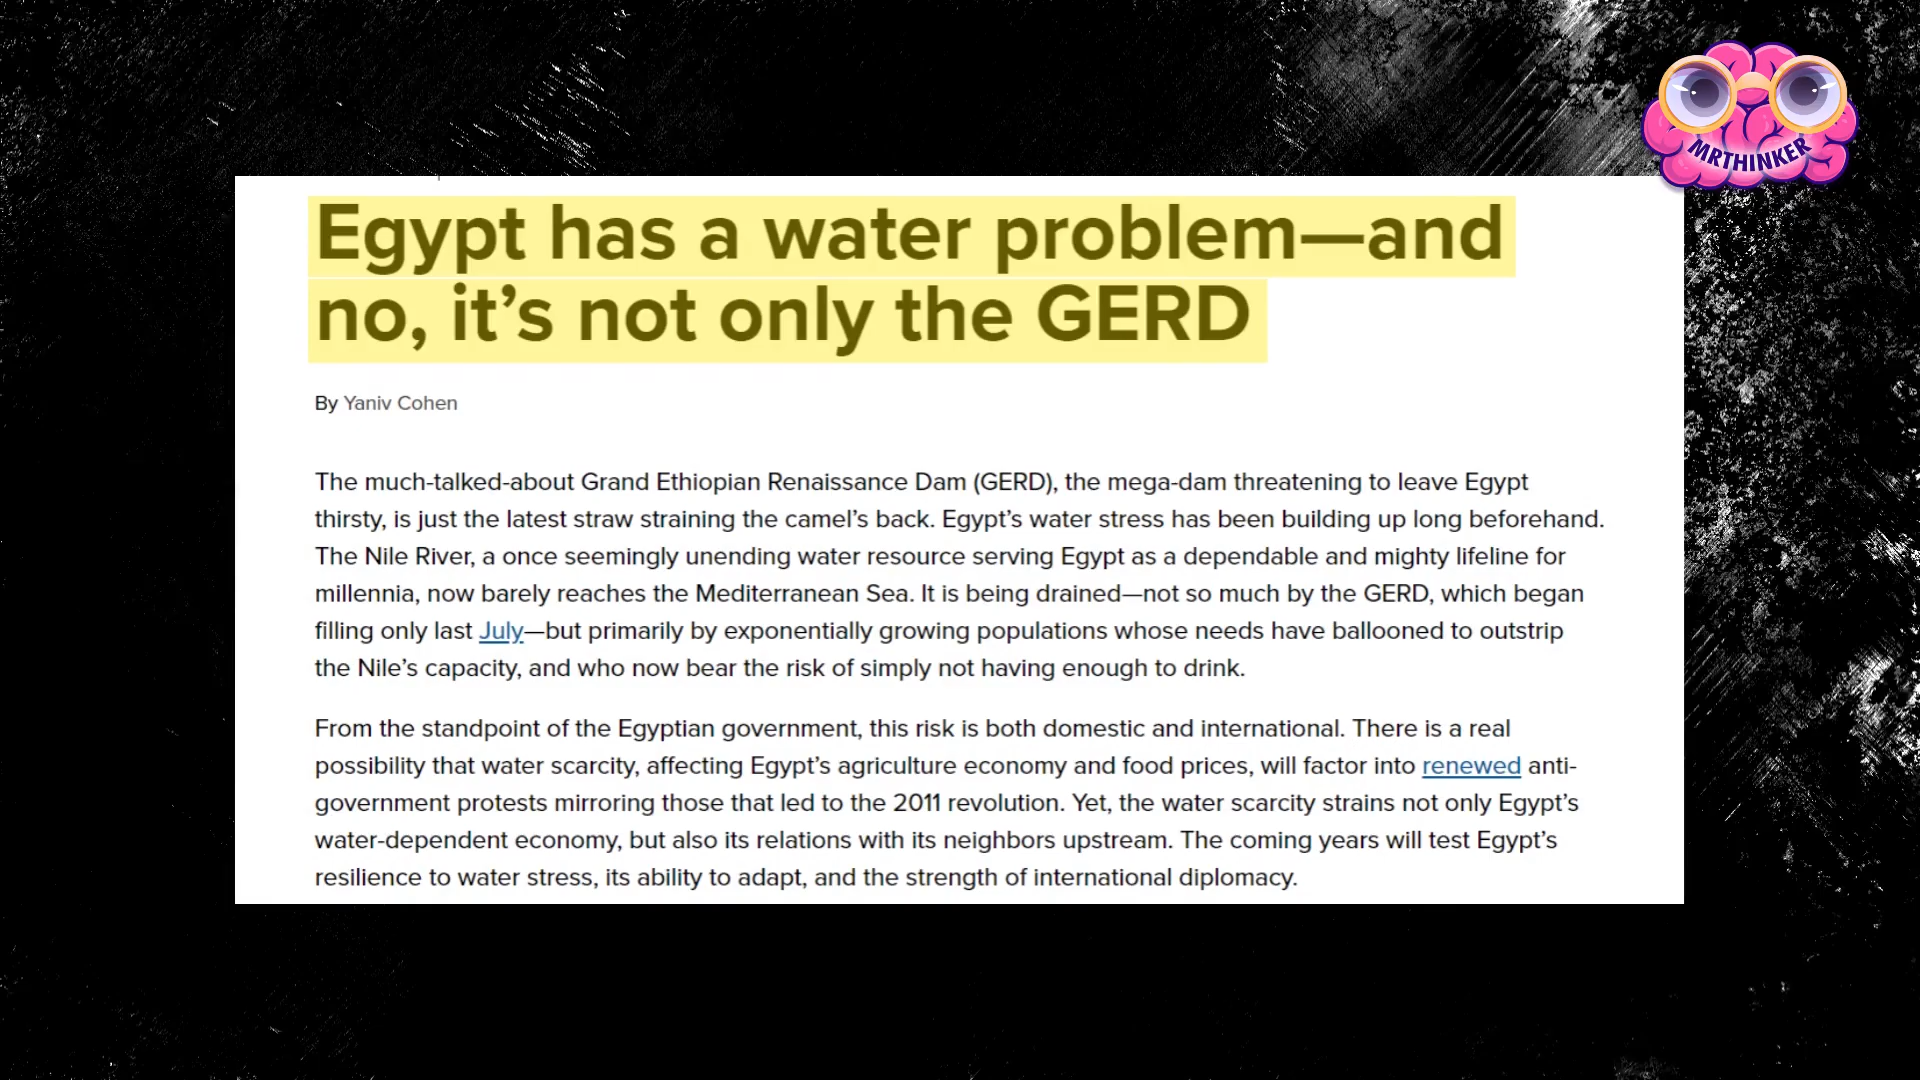 MRTHINKER
Egypt has a water problem—and
no, it’s not only the GERD
By Yaniv Cohen
The much-talked-about Grand Ethiopian Renaissance Dam (GERD), the mega-dam threatening to leave Egypt
thirsty, is just the latest straw straining the camel’s back. Egypt’s water stress has been building up long beforehand.
The Nile River, a once seemingly unending water resource serving Egypt as a dependable and mighty lifeline for
millennia, now barely reaches the Mediterranean Sea. It is being drained—not so much by the GERD, which began
filling only last July—but primarily by exponentially growing populations whose needs have ballooned to outstrip
the Nile’s capacity, and who now bear the risk of simply not having enough to drink.
From the standpoint of the Egyptian government, this risk is both domestic and international. There is a real
possibility that water scarcity, affecting Egypt’s agriculture economy and food prices, will factor into renewed anti-
government protests mirroring those that led to the 2011 revolution. Yet, the water scarcity strains not only Egypt’s
water-dependent economy, but also its relations with its neighbors upstream. The coming years will test Egypt’s
resilience to water stress, its ability to adapt, and the strength of international diplomacy.